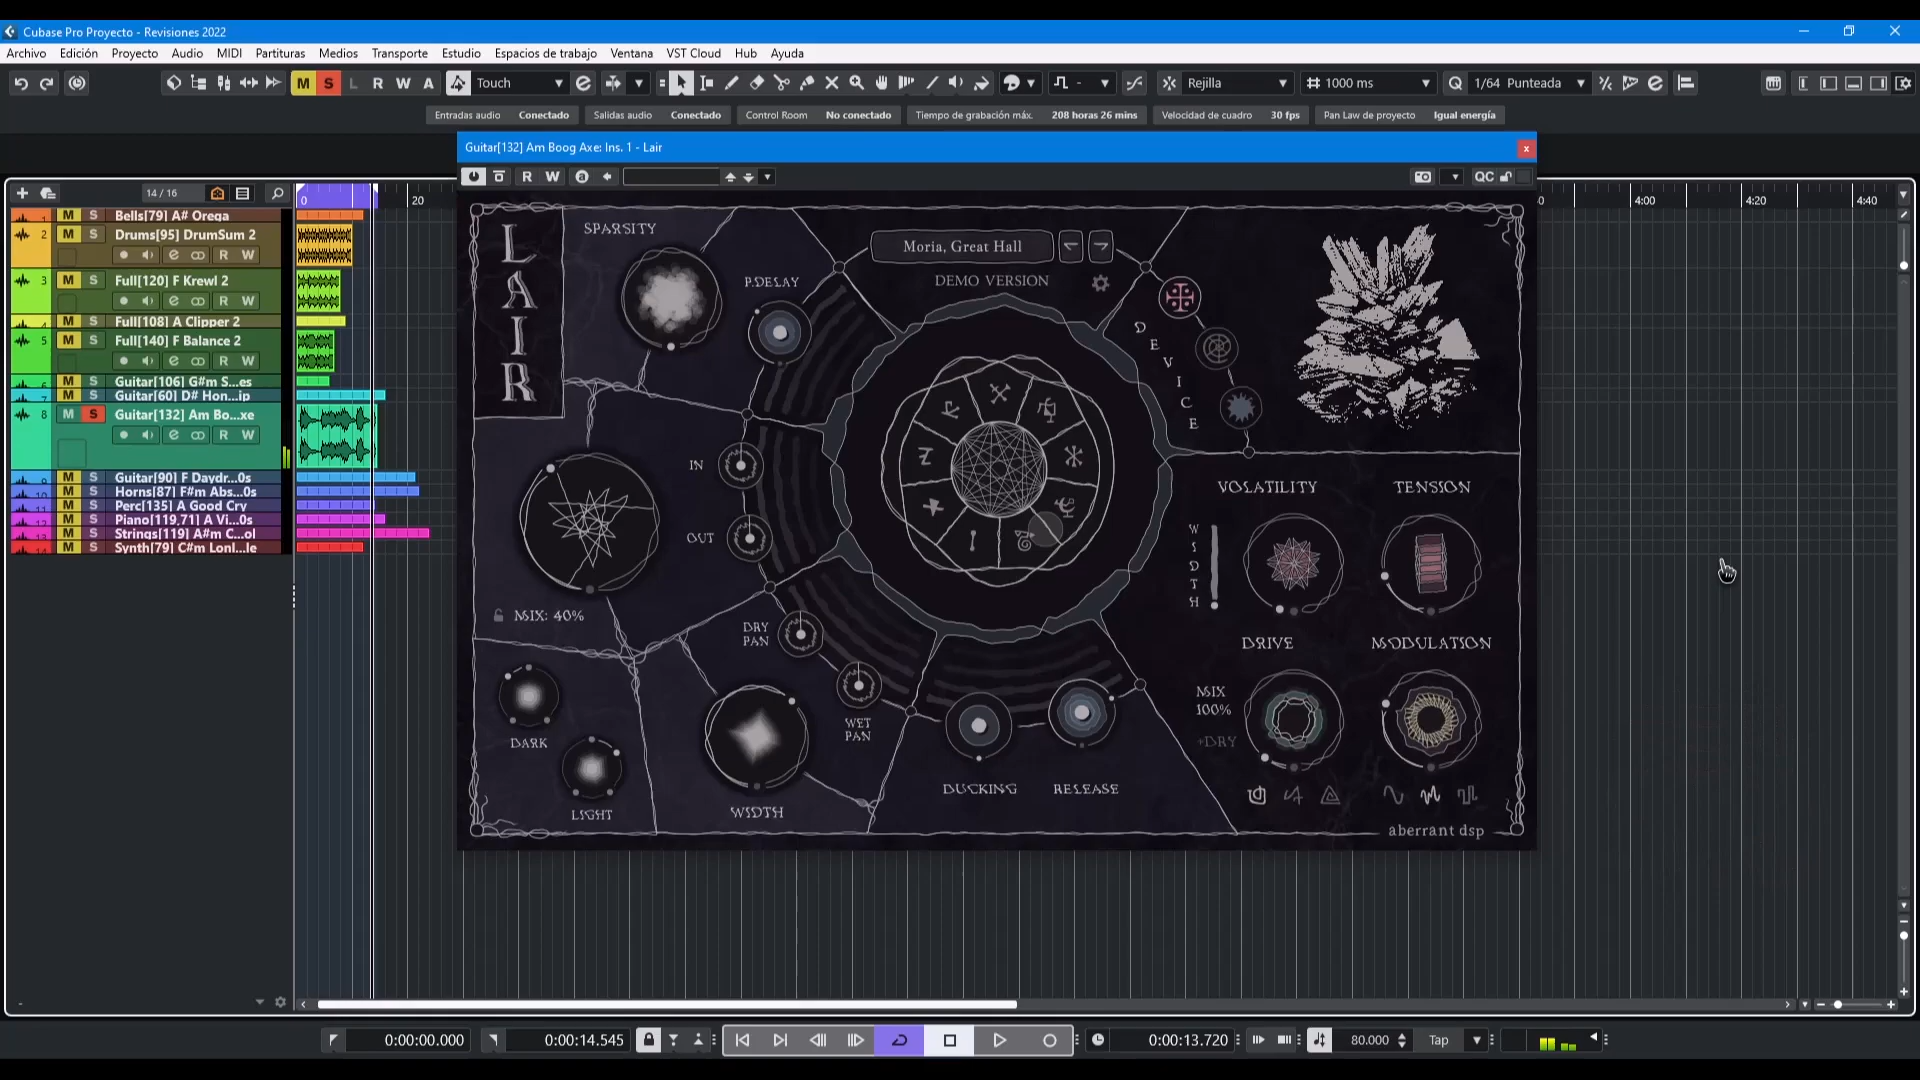 Cubase Pro Proyecto - Revisiones 2022
Archivo Edición Proyecto Audio MIDI Partituras Medios Transporte Estudio Espacios de trabajo Ventana VST Cloud Hub Ayuda
M S L R W A Touch Rejilla 1000 ms Q 1/64 Punteada
Entradas audio Conectado Salidas audio Conectado Control Room No conectado Tiempo de grabación máx. 208 horas 26 mins Velocidad de cuadro 30 fps Pan Law de proyecto Igual energía
Guitar[132] Am Boog Axe: Ins. 1 - Lair
R W QC
14 / 16
0 20 4:00 4:20 4:40
M S Bells[79] A# Orega
2 M S Drums[95] DrumSum 2
R W
3 M S Full[120] F Krewl 2
R W
M S Full[108] A Clipper 2
5 M S Full[140] F Balance 2
R W
M S Guitar[106] G#m S...es
M S Guitar[60] D# Hon...ip
8 M S Guitar[132] Am Bo...xe
R W
M S Guitar[90] F Daydr...0s
M S Horns[87] F#m Abs...0s
M S Perc[135] A Good Cry
M S Piano[119,71] A Vi...0s
M S Strings[119] A#m C...ol
M S Synth[79] C#m Lonl...le
LAIR
SPARSITY
P.DELAY
Moria, Great Hall
DEMO VERSION
DEVICE
IN
OUT
MIX: 40%
DRY PAN
WET PAN
DARK
LIGHT
WIDTH
DUCKING RELEASE
VOLATILITY TENSION
WIDTH
DRIVE MODULATION
MIX
100%
+DRY
aberrant dsp
0:00:00.000 0:00:14.545 0:00:13.720 80.000 Tap